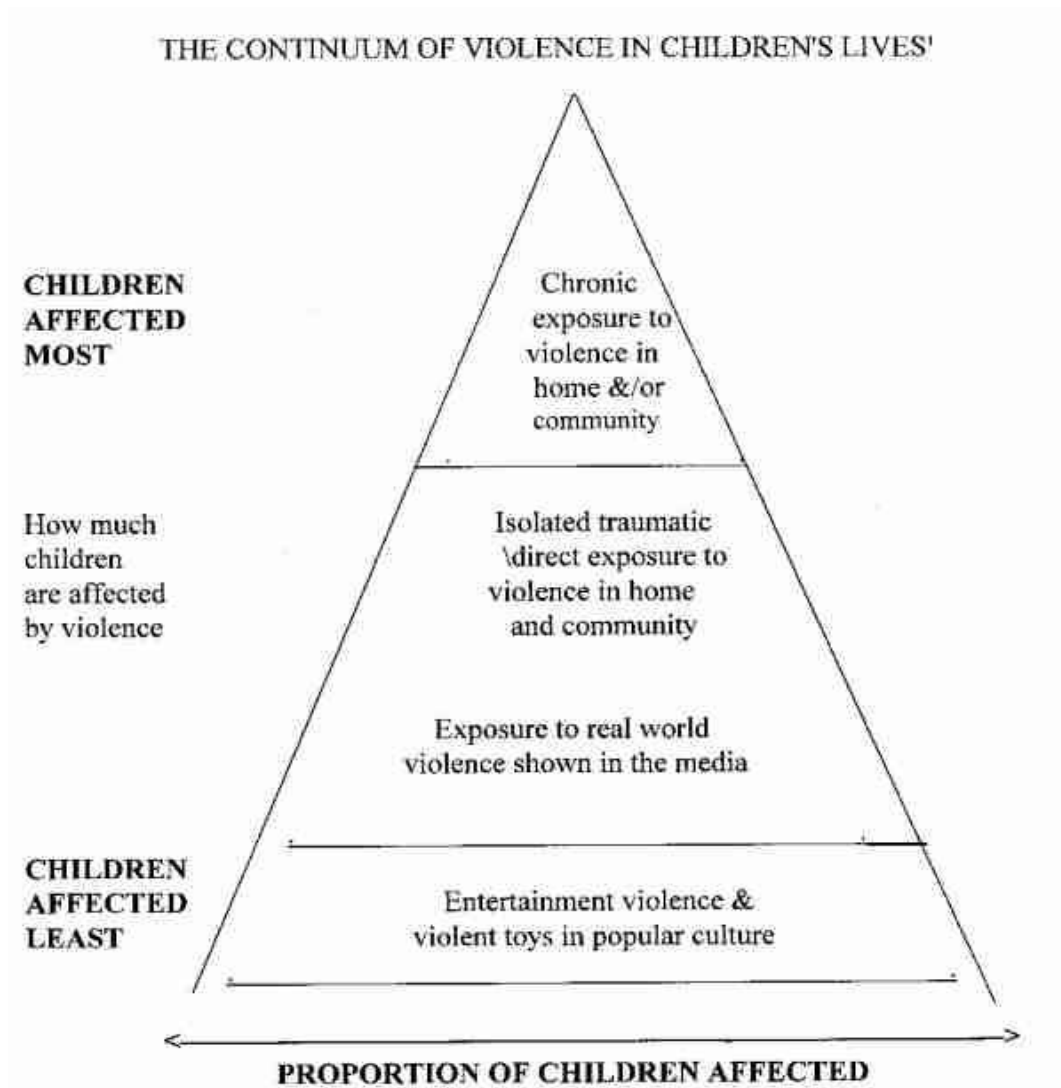 THE CONTINUUM OF VIOLENCE IN CHILDREN'S LIVES¹
CHILDREN
AFFECTED
MOST
Chronic
exposure to
violence in
home &/or
community
How much
children
are affected
by violence
Isolated traumatic
\direct exposure to
violence in home
and community
Exposure to real world
violence shown in the media
CHILDREN
AFFECTED
LEAST
Entertainment violence &
violent toys in popular culture
PROPORTION OF CHILDREN AFFECTED